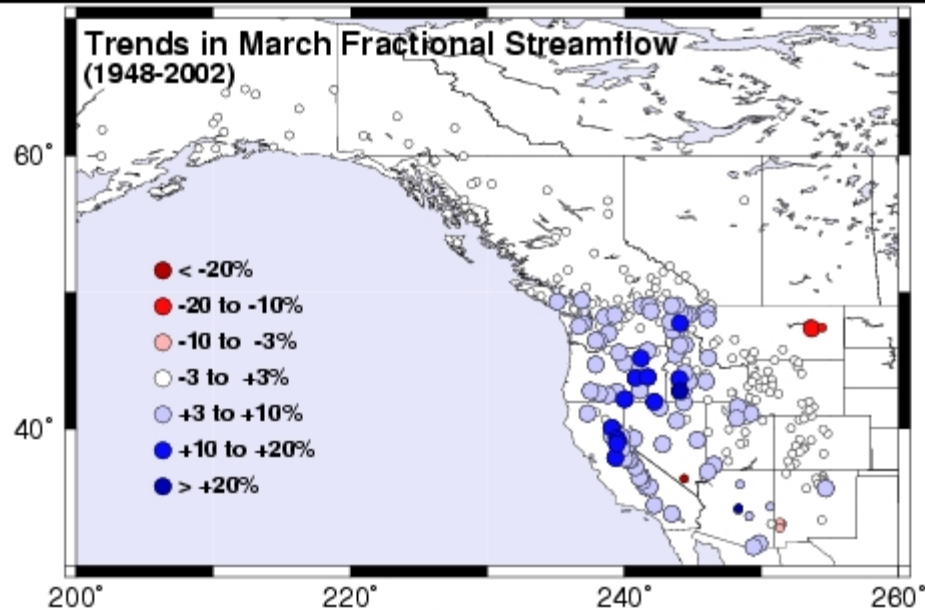 Trends in March Fractional Streamflow
(1948-2002)
60°
< -20%
-20 to -10%
-10 to -3%
-3 to +3%
+3 to +10%
40°
+10 to +20%
> +20%
200° 220° 240° 260°